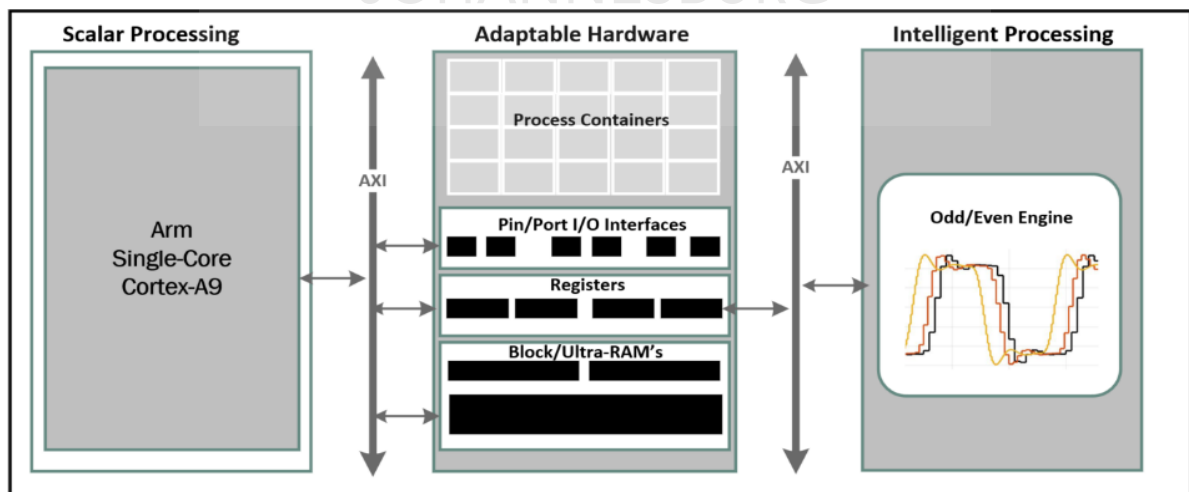 JOHANNESBURG
Scalar Processing
Adaptable Hardware
Intelligent Processing
Process Containers
AXI
AXI
Pin/Port I/O Interfaces
Odd/Even Engine
Arm
Single-Core
Cortex-A9
Registers
Block/Ultra-RAM's